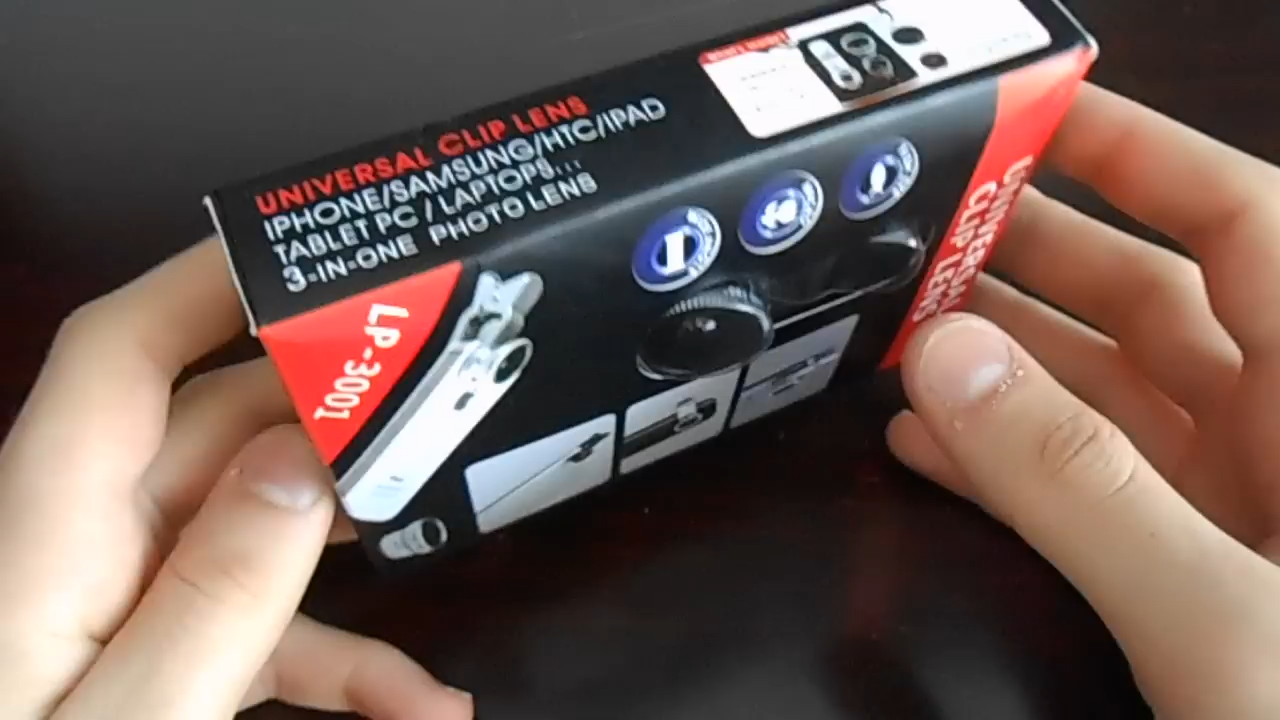 UNIVERSAL CLIP LENS
IPHONE/SAMSUNG/HTC/IPAD
TABLET PC / LAPTOPS...
3-IN-ONE PHOTO LENS
LP-3001
UNIVERSAL
CLIP LENS